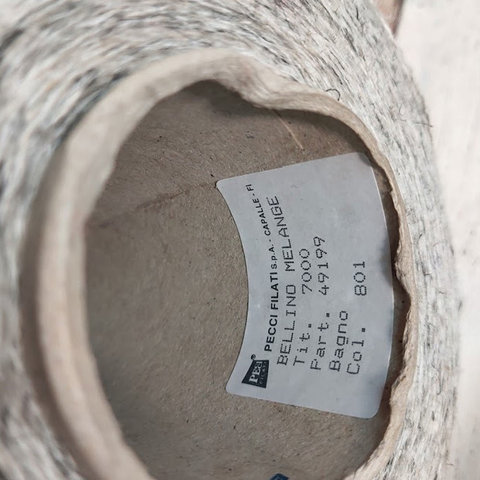 PECCI FILATI S.P.A. - CAPALLE - FI
BELLINO MELANGE
Tit. 7000
Part. 49199
Bagno
Col. 801